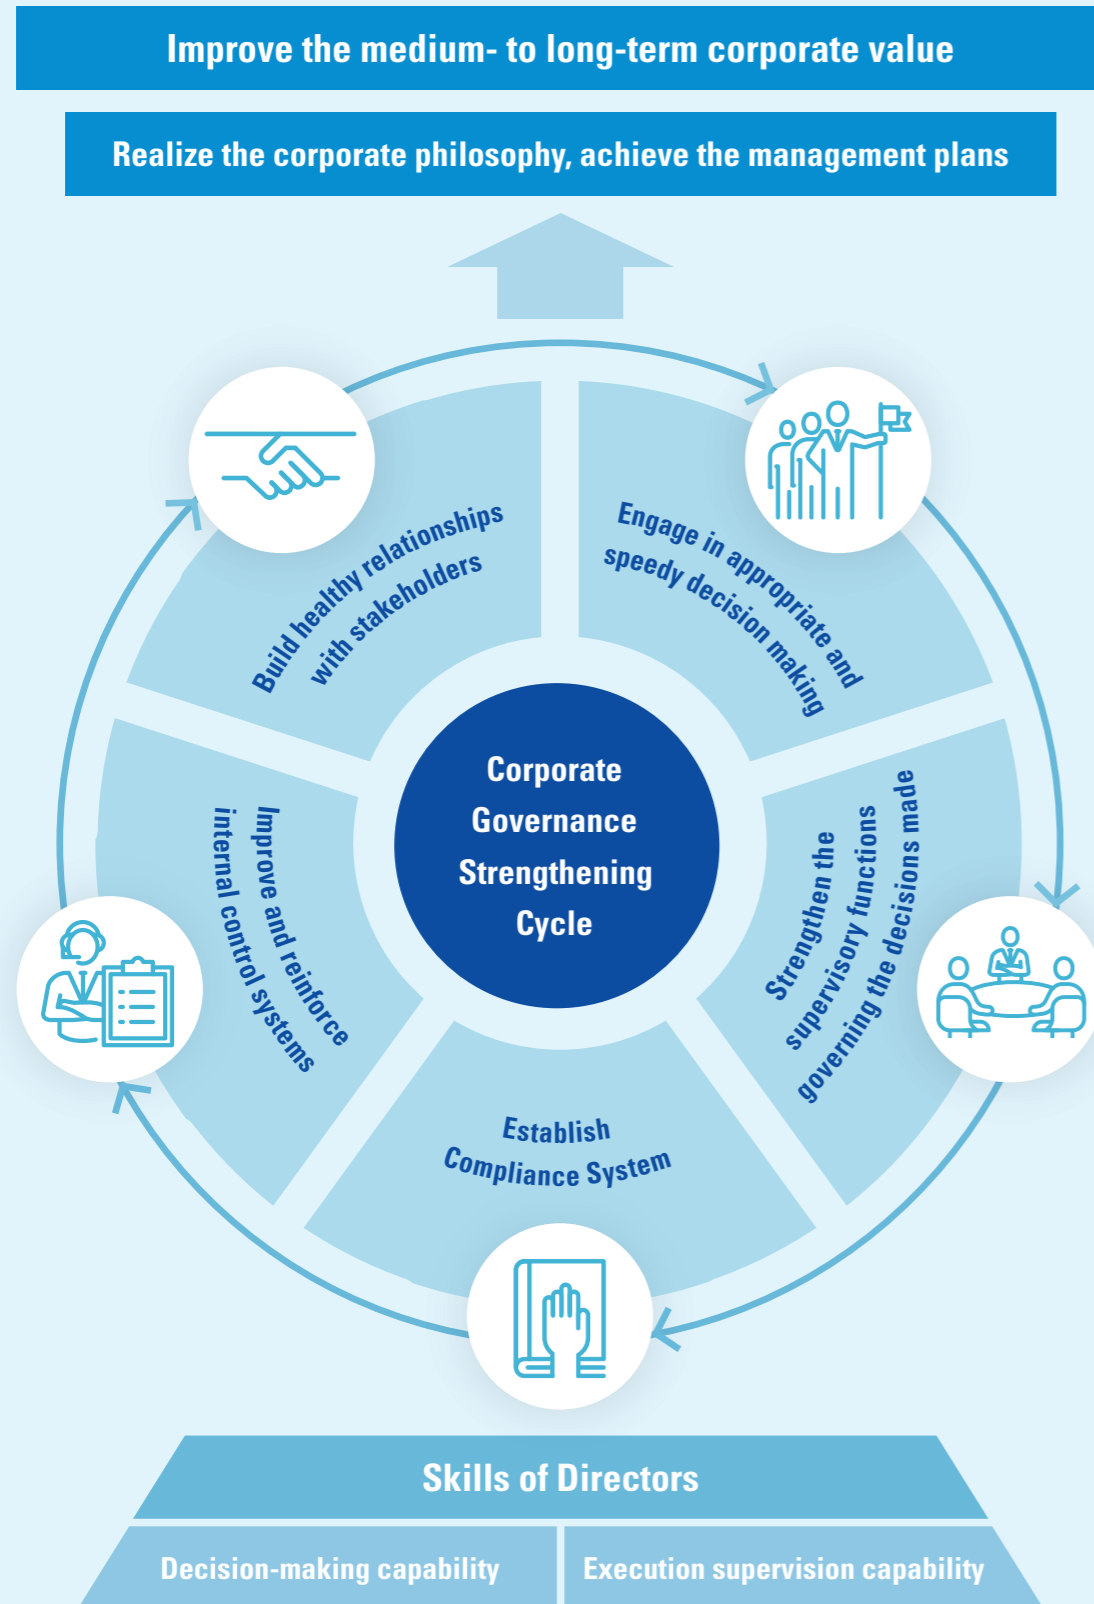 Improve the medium- to long-term corporate value
Realize the corporate philosophy, achieve the management plans
Build healthy relationships
with stakeholders
Engage in appropriate and
speedy decision making
Corporate
Governance
Strengthening
Cycle
Strengthen the
supervisory functions
governing the decisions made
Improve and reinforce
internal control systems
Establish
Compliance System
Skills of Directors
Decision-making capability
Execution supervision capability